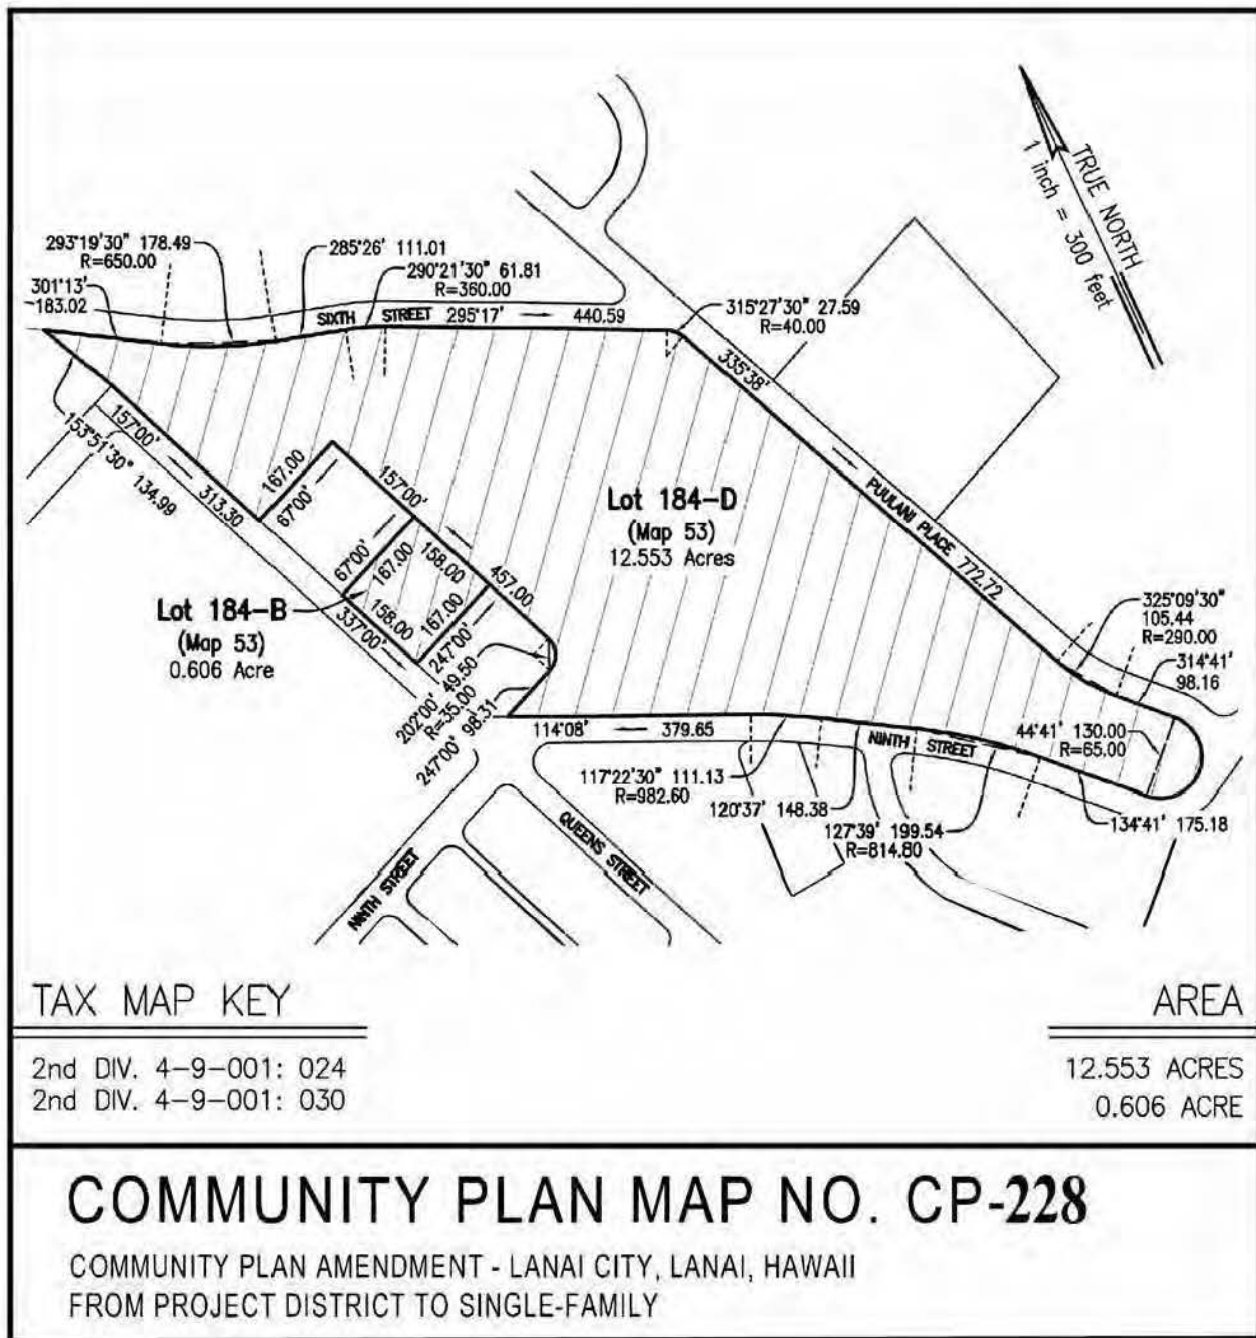 TRUE NORTH
1 inch = 300 feet
293°19'30" 178.49
R=650.00
301°13'
183.02
285°26' 111.01
290°21'30" 61.81
R=360.00
SIXTH STREET 295°17' 440.59
315°27'30" 27.59
R=40.00
335°38'
PUULANI PLACE 772.72
153°51'30" 134.99
157°00' 313.30
167.00
67°00'
157°00' 457.00
67°00'
167.00
158.00
158.00
167.00
337°00'
247°00'
Lot 184-D
(Map 53)
12.553 Acres
Lot 184-B
(Map 53)
0.606 Acre
202°00' 49.50
R=35.00
247°00' 98.31
325°09'30"
105.44
R=290.00
314°41'
98.16
44°41' 130.00
R=65.00
114°08' 379.65
NINTH STREET
117°22'30" 111.13
R=982.60
120°37' 148.38
127°39' 199.54
R=814.80
134°41' 175.18
QUEENS STREET
NINTH STREET
TAX MAP KEY
2nd DIV. 4-9-001: 024
2nd DIV. 4-9-001: 030
AREA
12.553 ACRES
0.606 ACRE
COMMUNITY PLAN MAP NO. CP-228
COMMUNITY PLAN AMENDMENT - LANAI CITY, LANAI, HAWAII
FROM PROJECT DISTRICT TO SINGLE-FAMILY